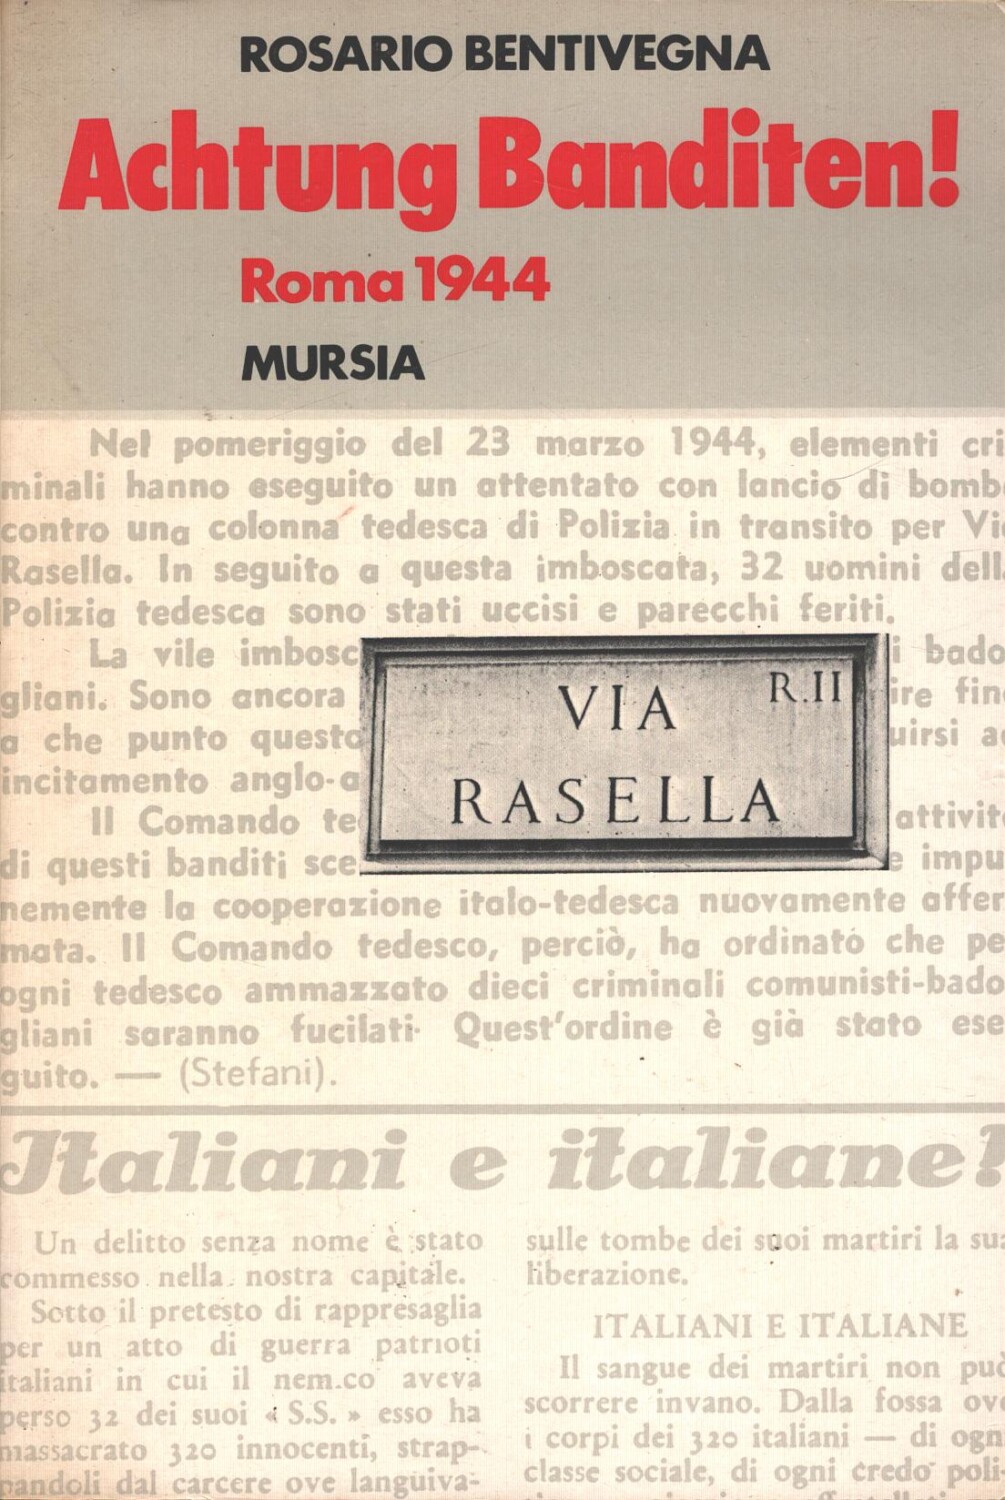 ROSARIO BENTIVEGNA
Achtung Banditen!
Roma 1944
MURSIA
Nel pomeriggio del 23 marzo 1944, elementi cri
minali hanno eseguito un attentato con lancio di bomb
contro una colonna tedesca di Polizia in transito per Vi
Rasella. In seguito a questa imboscata, 32 uomini dell
Polizia tedesca sono stati uccisi e parecchi feriti.
La vile imbosc i bado
gliani. Sono ancora ire fin
a che punto questo uirsi a
incitamento anglo-a
Il Comando te attivit
di questi banditi sce e impu
nemente la cooperazione italo-tedesca nuovamente affer
mata. Il Comando tedesco, perciò, ha ordinato che pe
ogni tedesco ammazzato dieci criminali comunisti-bado
gliani saranno fucilati. Quest'ordine è già stato ese
guito. — (Stefani).
VIA R.II
RASELLA
Italiani e italiane!
Un delitto senza nome è stato
commesso nella nostra capitale.
Sotto il pretesto di rappresaglia
per un atto di guerra patrioti
italiani in cui il nem.co aveva
perso 32 dei suoi « S.S. » esso ha
massacrato 320 innocenti, strap-
pandoli dal carcere ove languiva-
sulle tombe dei suoi martiri la sua
liberazione.
ITALIANI E ITALIANE
Il sangue dei martiri non può
scorrere invano. Dalla fossa ove
i corpi dei 320 italiani — di ogn
classe sociale, di ogni credo poli-